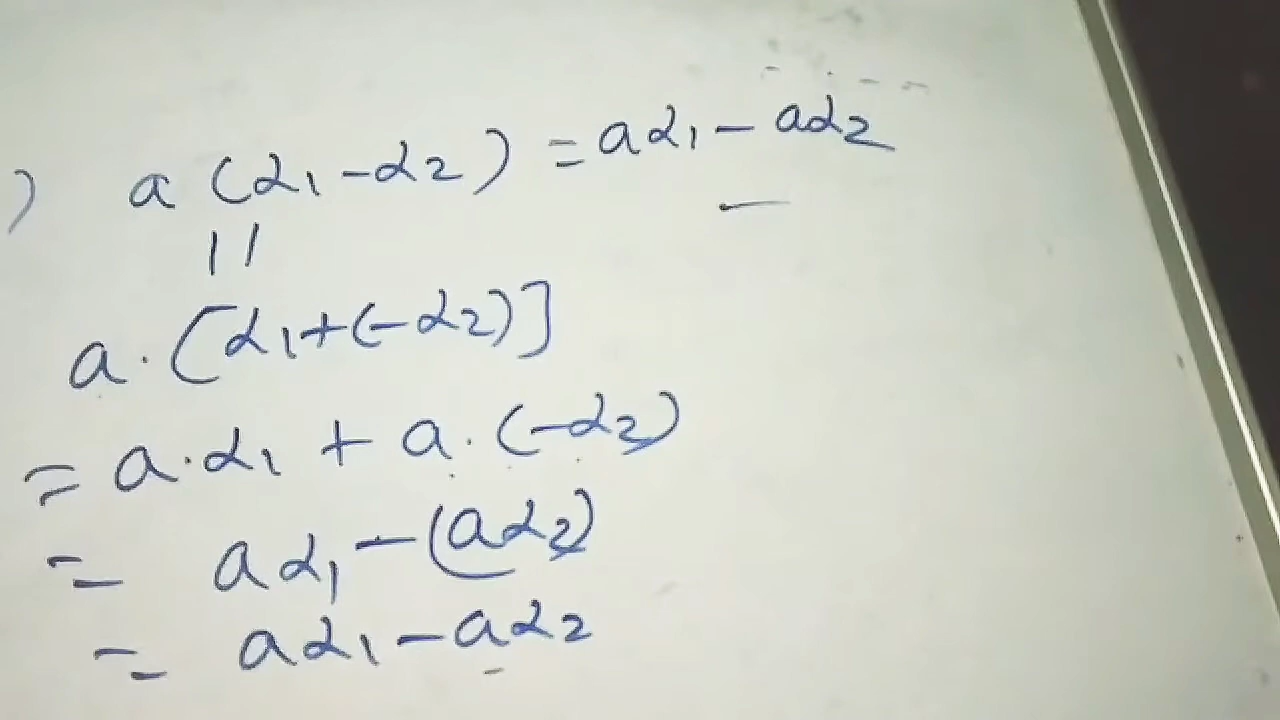 ) a (α₁ - α₂) = aα₁ - aα₂
||
a · [α₁ + (-α₂)]
= a·α₁ + a·(-α₂)
= aα₁ - (aα₂)
= aα₁ - aα₂